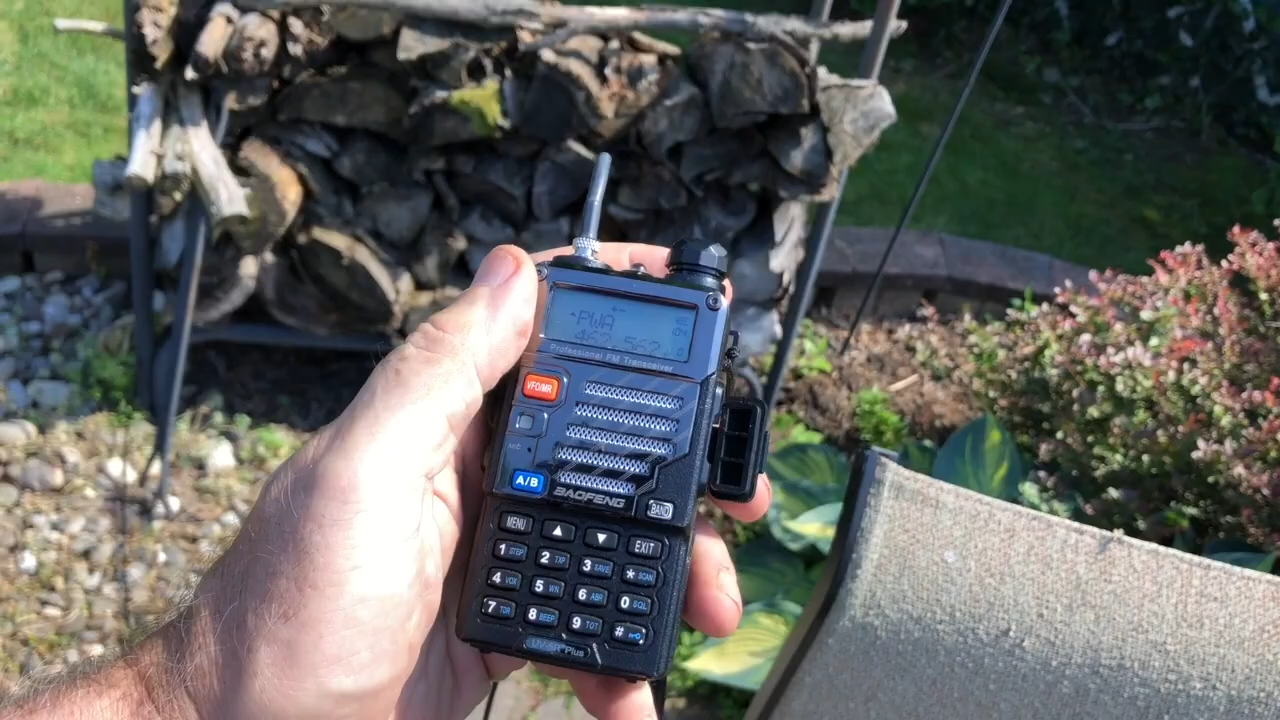 PWA
462.562
Professional FM Transceiver
VFO/MR
MIC
A/B
BAOFENG
BAND
MENU ▲ ▼ EXIT
1 STEP 2 TXP 3 SAVE * SCAN
4 VOX 5 WN 6 ABR 0 SQL
7 TDR 8 BEEP 9 TOT #
UV-5R Plus